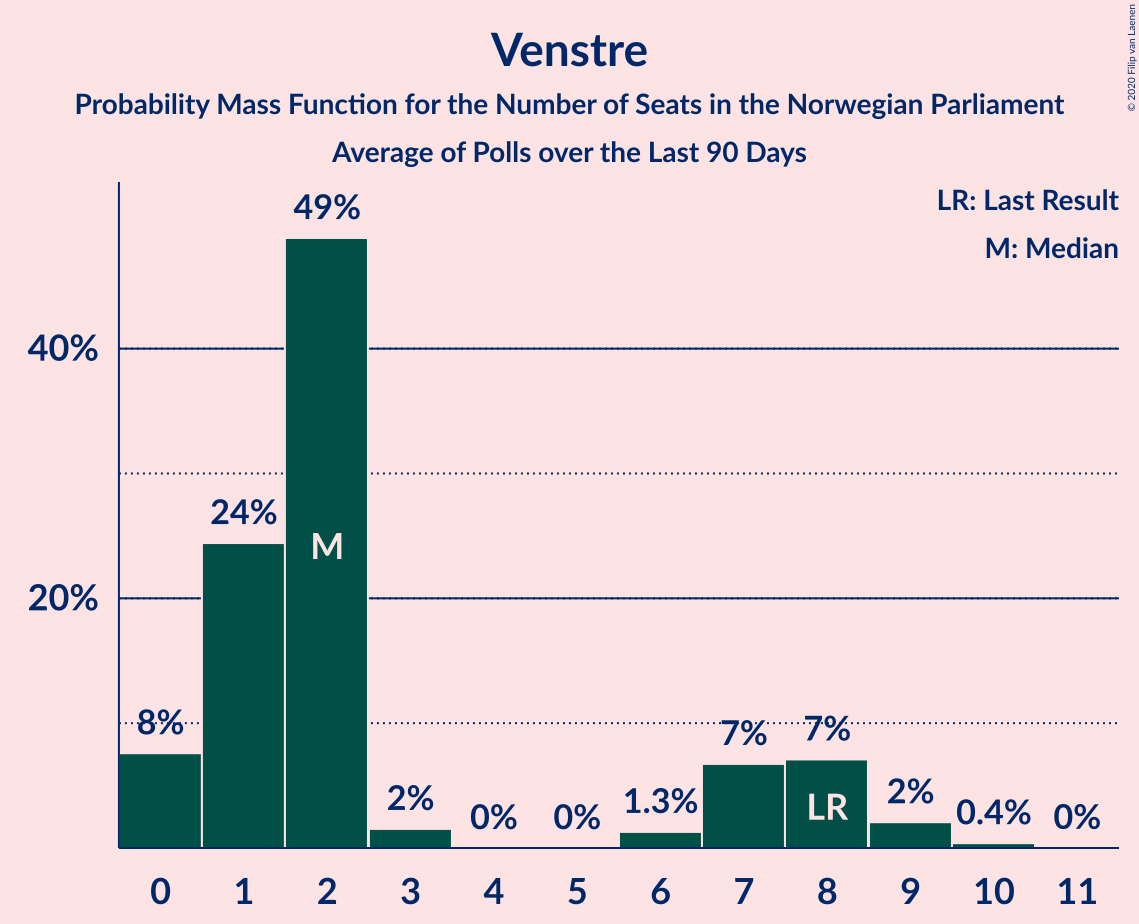 Venstre
Probability Mass Function for the Number of Seats in the Norwegian Parliament
Average of Polls over the Last 90 Days
© 2020 Filip van Laenen
LR: Last Result
M: Median
49%
40%
24%
M
20%
8%
2%
0%
0%
1.3%
7%
7%
LR
2%
0.4%
0%
0 1 2 3 4 5 6 7 8 9 10 11